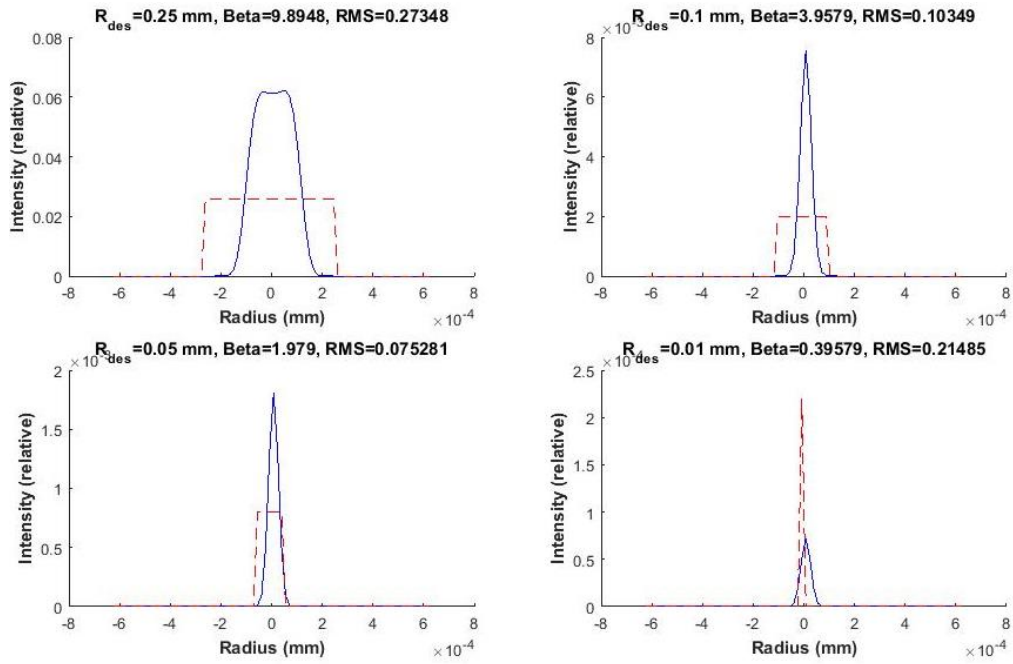 R_des=0.25 mm, Beta=9.8948, RMS=0.27348
0.08
0.06
0.04
0.02
0
Intensity (relative)
-8 -6 -4 -2 0 2 4 6 8
Radius (mm)
×10^-4
R_des=0.1 mm, Beta=3.9579, RMS=0.10349
8
6
4
2
0
Intensity (relative)
-8 -6 -4 -2 0 2 4 6 8
Radius (mm)
×10^-4
R_des=0.05 mm, Beta=1.979, RMS=0.075281
2
1.5
1
0.5
0
Intensity (relative)
-8 -6 -4 -2 0 2 4 6 8
Radius (mm)
×10^-4
R_des=0.01 mm, Beta=0.39579, RMS=0.21485
2.5
2
1.5
1
0.5
0
Intensity (relative)
-8 -6 -4 -2 0 2 4 6 8
Radius (mm)
×10^-4